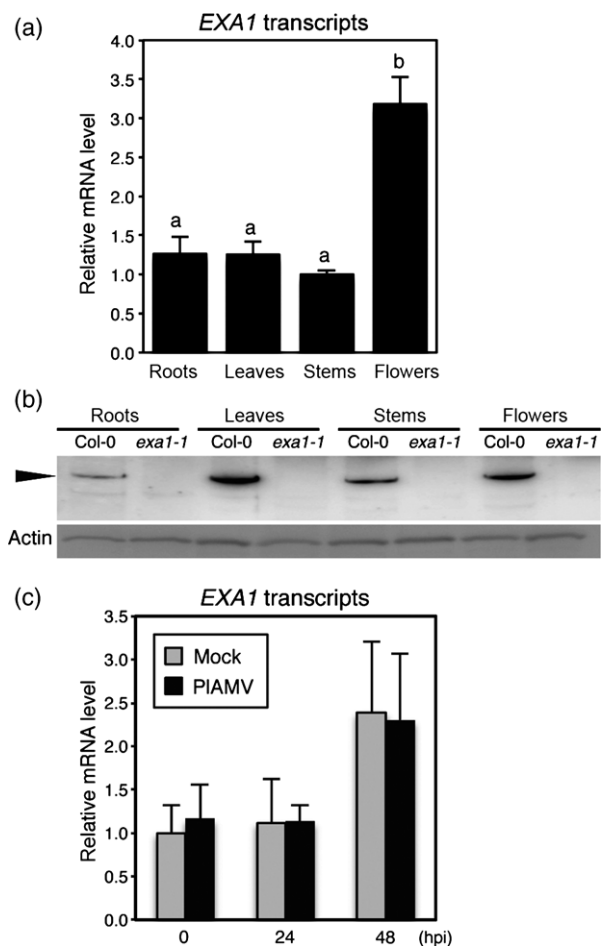 (a)
EXA1 transcripts
Relative mRNA level
4.0
3.5
3.0
2.5
2.0
1.5
1.0
0.5
0.0
a
a
a
b
Roots Leaves Stems Flowers
(b)
Roots Leaves Stems Flowers
Col-0 exa1-1 Col-0 exa1-1 Col-0 exa1-1 Col-0 exa1-1
Actin
(c)
EXA1 transcripts
Relative mRNA level
3.5
3.0
2.5
2.0
1.5
1.0
0.5
0.0
Mock
PlAMV
0 24 48 (hpi)